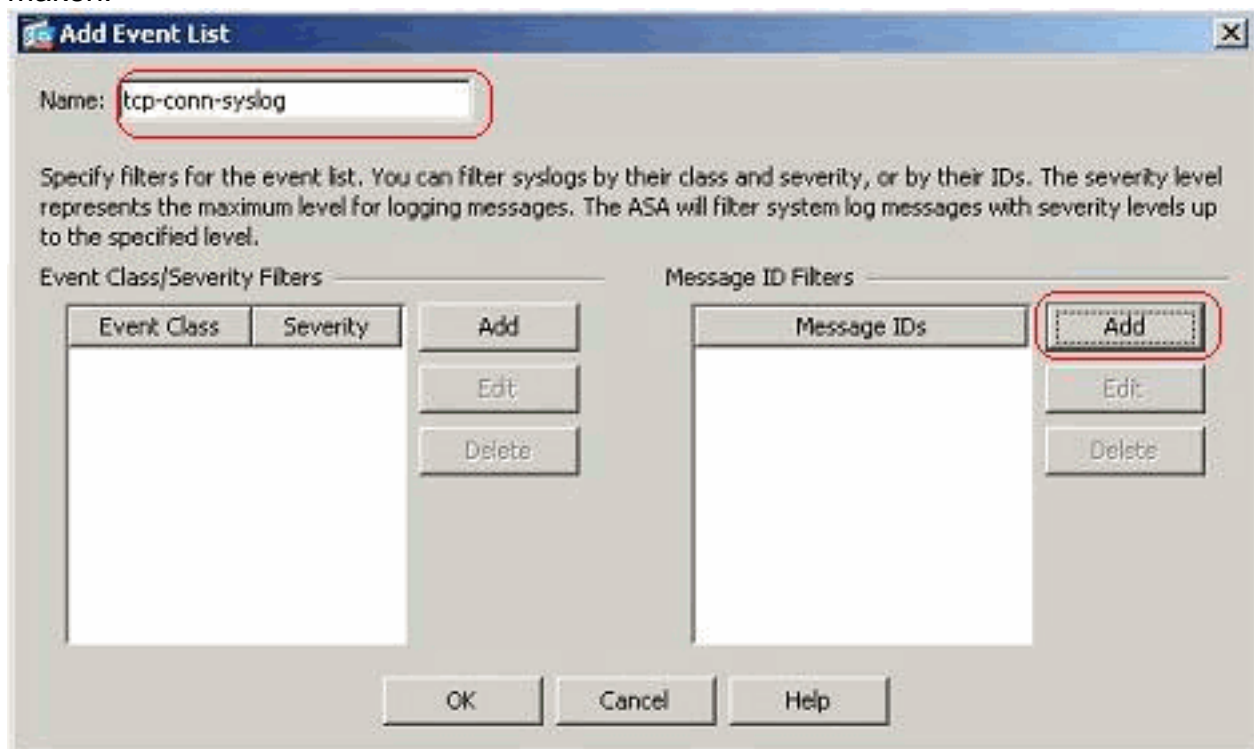 maken.
Add Event List
Name: tcp-conn-syslog
Specify filters for the event list. You can filter syslogs by their class and severity, or by their IDs. The severity level
represents the maximum level for logging messages. The ASA will filter system log messages with severity levels up
to the specified level.
Event Class/Severity Filters
Message ID Filters
Event Class Severity Add
Message IDs Add
Edit
Edit
Delete
Delete
OK Cancel Help